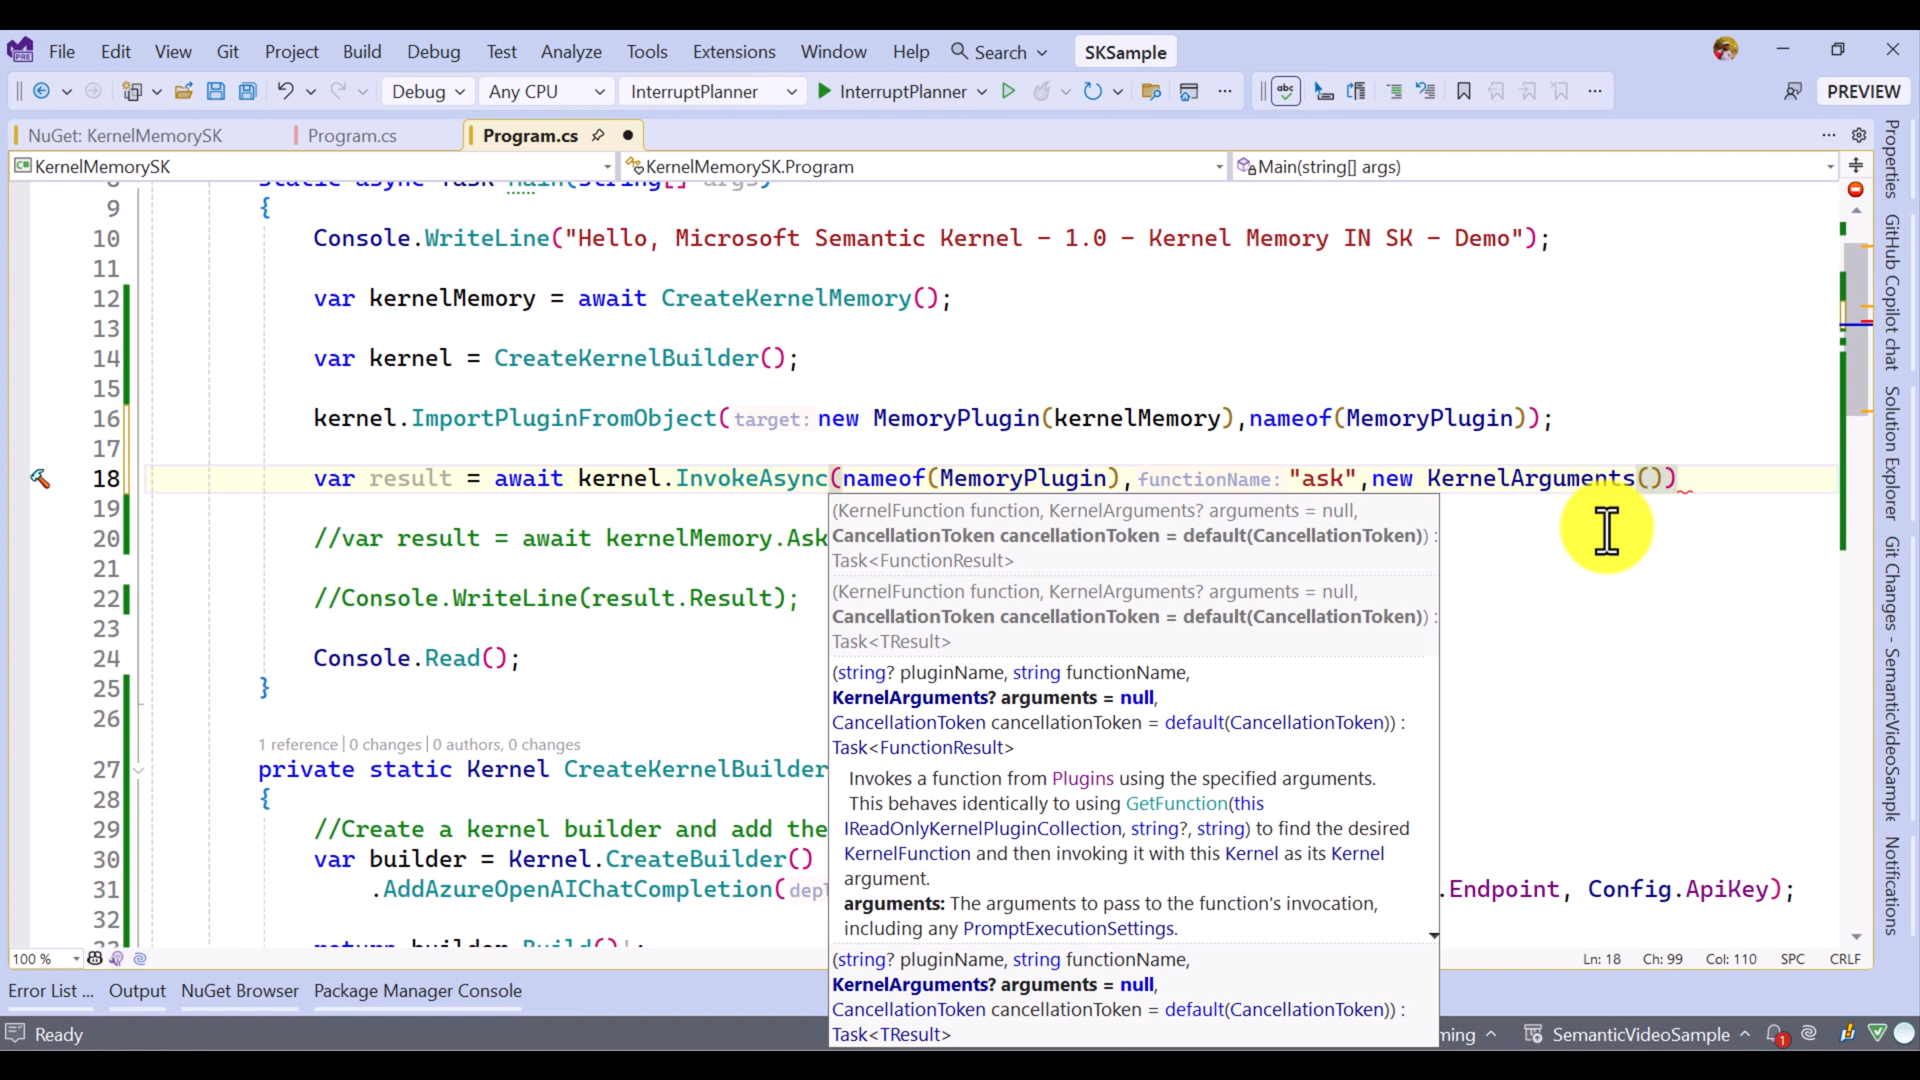 File Edit View Git Project Build Debug Test Analyze Tools Extensions Window Help Search SKSample
Debug Any CPU InterruptPlanner InterruptPlanner PREVIEW
NuGet: KernelMemorySK Program.cs Program.cs
KernelMemorySK KernelMemorySK.Program Main(string[] args)
static async Task Main(string[] args)
9 {
10 Console.WriteLine("Hello, Microsoft Semantic Kernel - 1.0 - Kernel Memory IN SK - Demo");
11
12 var kernelMemory = await CreateKernelMemory();
13
14 var kernel = CreateKernelBuilder();
15
16 kernel.ImportPluginFromObject(target: new MemoryPlugin(kernelMemory),nameof(MemoryPlugin));
17
18 var result = await kernel.InvokeAsync(nameof(MemoryPlugin),functionName: "ask",new KernelArguments())
19
20 //var result = await kernelMemory.Ask
21
22 //Console.WriteLine(result.Result);
23
24 Console.Read();
25 }
26
1 reference | 0 changes | 0 authors, 0 changes
27 private static Kernel CreateKernelBuilder
28 {
29 //Create a kernel builder and add the
30 var builder = Kernel.CreateBuilder()
31 .AddAzureOpenAIChatCompletion( .Endpoint, Config.ApiKey);
32
return builder.Build();
(KernelFunction function, KernelArguments? arguments = null,
CancellationToken cancellationToken = default(CancellationToken)) :
Task<FunctionResult>
(KernelFunction function, KernelArguments? arguments = null,
CancellationToken cancellationToken = default(CancellationToken)) :
Task<TResult>
(string? pluginName, string functionName,
KernelArguments? arguments = null,
CancellationToken cancellationToken = default(CancellationToken)) :
Task<FunctionResult>
Invokes a function from Plugins using the specified arguments.
This behaves identically to using GetFunction(this
IReadOnlyKernelPluginCollection, string?, string) to find the desired
KernelFunction and then invoking it with this Kernel as its Kernel
argument.
arguments: The arguments to pass to the function's invocation,
including any PromptExecutionSettings.
(string? pluginName, string functionName,
KernelArguments? arguments = null,
CancellationToken cancellationToken = default(CancellationToken)) :
Task<TResult>
100 % Ln: 18 Ch: 99 Col: 110 SPC CRLF
Error List ... Output NuGet Browser Package Manager Console
Ready ming SemanticVideoSample 1
Properties
GitHub Copilot chat
Solution Explorer
Git Changes - SemanticVideoSample
Notifications